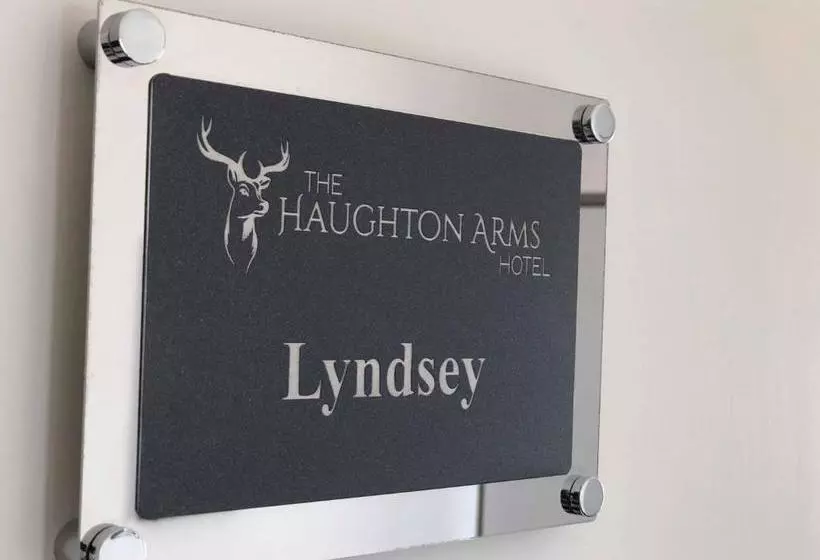 THE
HAUGHTON ARMS
HOTEL
Lyndsey